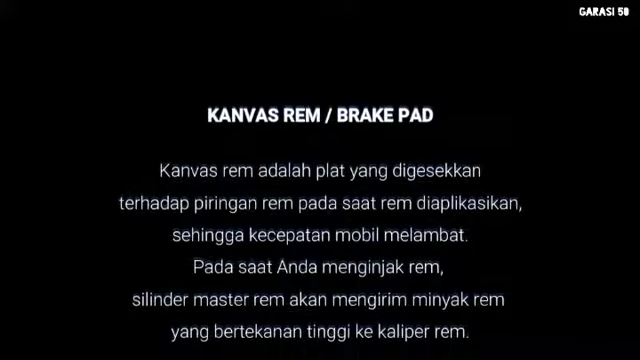 GARASI 50
KANVAS REM / BRAKE PAD
Kanvas rem adalah plat yang digesekkan
terhadap piringan rem pada saat rem diaplikasikan,
sehingga kecepatan mobil melambat.
Pada saat Anda menginjak rem,
silinder master rem akan mengirim minyak rem
yang bertekanan tinggi ke kaliper rem.